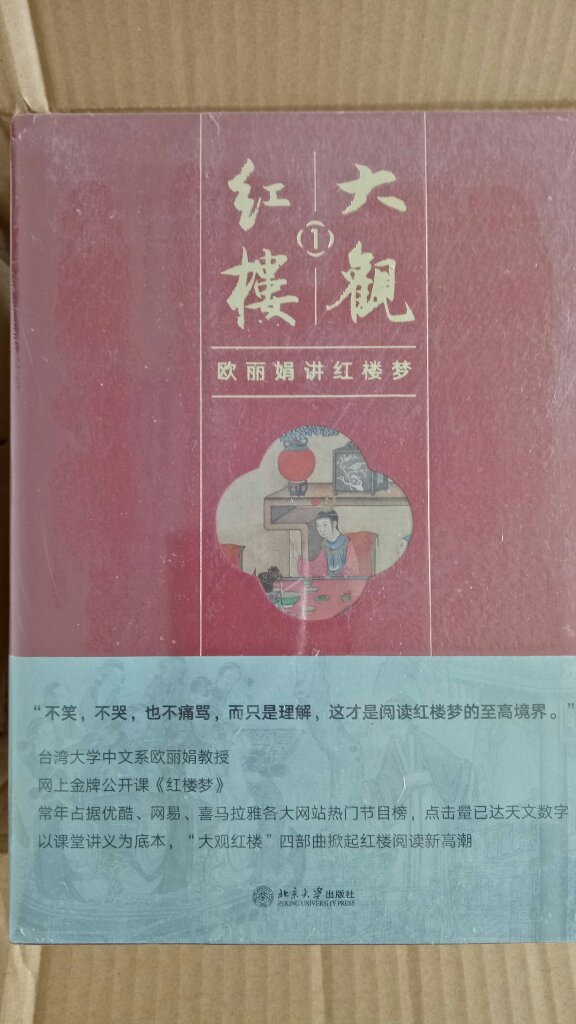 大觀
紅樓
(1)
欧丽娟讲红楼梦
“不笑，不哭，也不痛骂，而只是理解，这才是阅读红楼梦的至高境界。”
台湾大学中文系欧丽娟教授
网上金牌公开课《红楼梦》
常年占据优酷、网易、喜马拉雅各大网站热门节目榜，点击量已达天文数字
以课堂讲义为底本，“大观红楼”四部曲掀起红楼阅读新高潮
北京大学出版社
PEKING UNIVERSITY PRESS